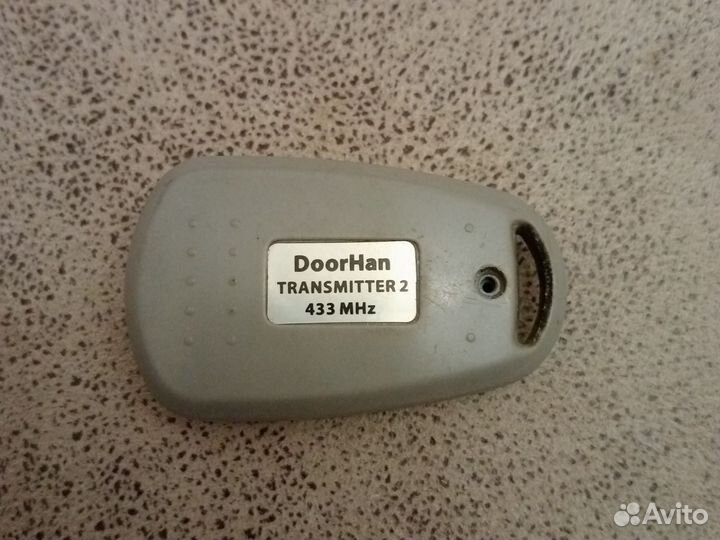 DoorHan
TRANSMITTER 2
433 MHz
Avito